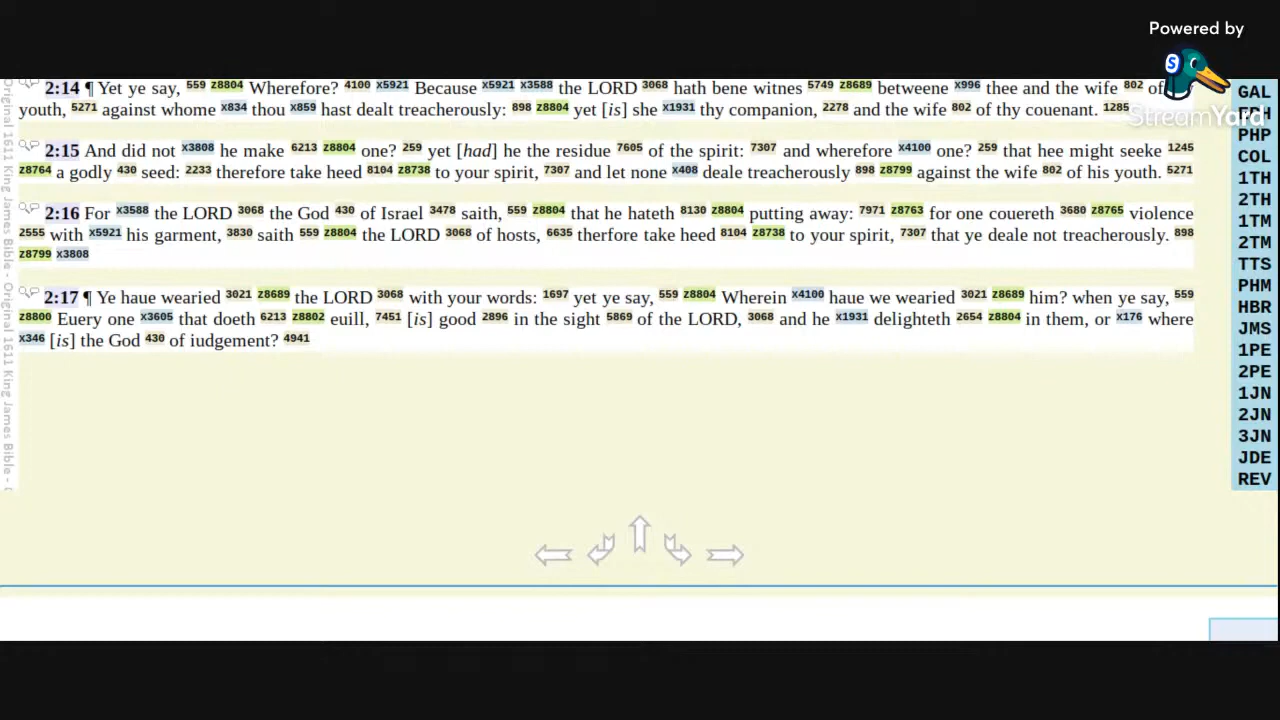 Powered by
StreamYard
2:14 ¶ Yet ye say, 559 z8804 Wherefore? 4100 x5921 Because x5921 x3588 the LORD 3068 hath bene witnes 5749 z8689 betweene x996 thee and the wife 802 of
youth, 5271 against whome x834 thou x859 hast dealt treacherously: 898 z8804 yet [is] she x1931 thy companion, 2278 and the wife 802 of thy couenant. 1285
2:15 And did not x3808 he make 6213 z8804 one? 259 yet [had] he the residue 7605 of the spirit: 7307 and wherefore x4100 one? 259 that hee might seeke 1245
z8764 a godly 430 seed: 2233 therefore take heed 8104 z8738 to your spirit, 7307 and let none x408 deale treacherously 898 z8799 against the wife 802 of his youth. 5271
2:16 For x3588 the LORD 3068 the God 430 of Israel 3478 saith, 559 z8804 that he hateth 8130 z8804 putting away: 7971 z8763 for one couereth 3680 z8765 violence
2555 with x5921 his garment, 3830 saith 559 z8804 the LORD 3068 of hosts, 6635 therfore take heed 8104 z8738 to your spirit, 7307 that ye deale not treacherously. 898
z8799 x3808
2:17 ¶ Ye haue wearied 3021 z8689 the LORD 3068 with your words: 1697 yet ye say, 559 z8804 Wherein x4100 haue we wearied 3021 z8689 him? when ye say, 559
z8800 Euery one x3605 that doeth 6213 z8802 euill, 7451 [is] good 2896 in the sight 5869 of the LORD, 3068 and he x1931 delighteth 2654 z8804 in them, or x176 where
x346 [is] the God 430 of iudgement? 4941
Original 1611 King James Bible - Original 1611 King James Bible -
GAL
EPH
PHP
COL
1TH
2TH
1TM
2TM
TTS
PHM
HBR
JMS
1PE
2PE
1JN
2JN
3JN
JDE
REV